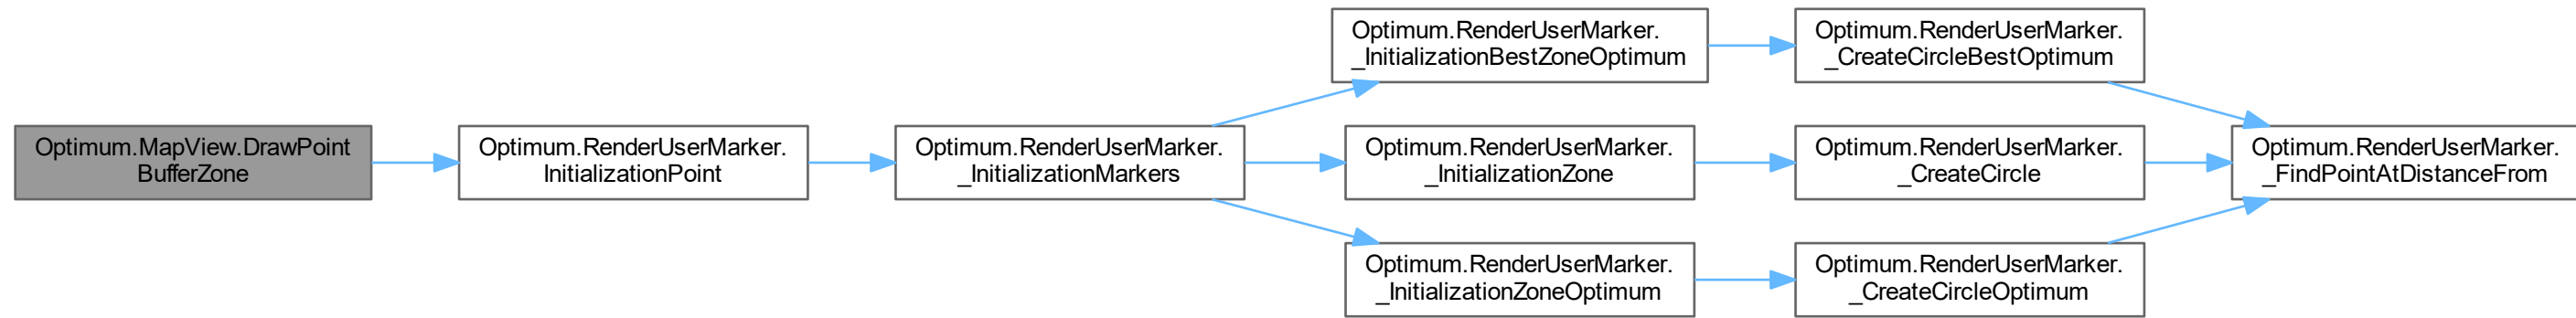 Optimum.MapView.DrawPoint
BufferZone
Optimum.RenderUserMarker.
InitializationPoint
Optimum.RenderUserMarker.
_InitializationMarkers
Optimum.RenderUserMarker.
_InitializationBestZoneOptimum
Optimum.RenderUserMarker.
_CreateCircleBestOptimum
Optimum.RenderUserMarker.
_InitializationZone
Optimum.RenderUserMarker.
_CreateCircle
Optimum.RenderUserMarker.
_FindPointAtDistanceFrom
Optimum.RenderUserMarker.
_InitializationZoneOptimum
Optimum.RenderUserMarker.
_CreateCircleOptimum